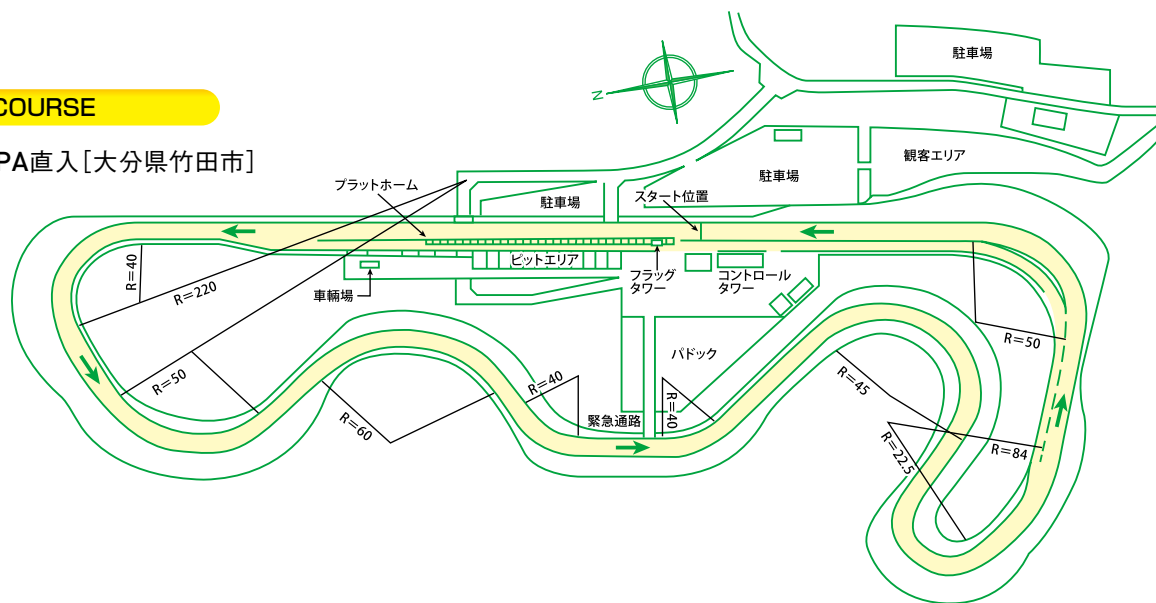 COURSE
PA直入[大分県竹田市]
N
駐車場
観客エリア
駐車場
プラットホーム
駐車場
スタート位置
ピットエリア
フラッグ
タワー
コントロール
タワー
車輌場
パドック
緊急通路
R=40
R=220
R=50
R=60
R=40
R=40
R=45
R=22.5
R=84
R=50